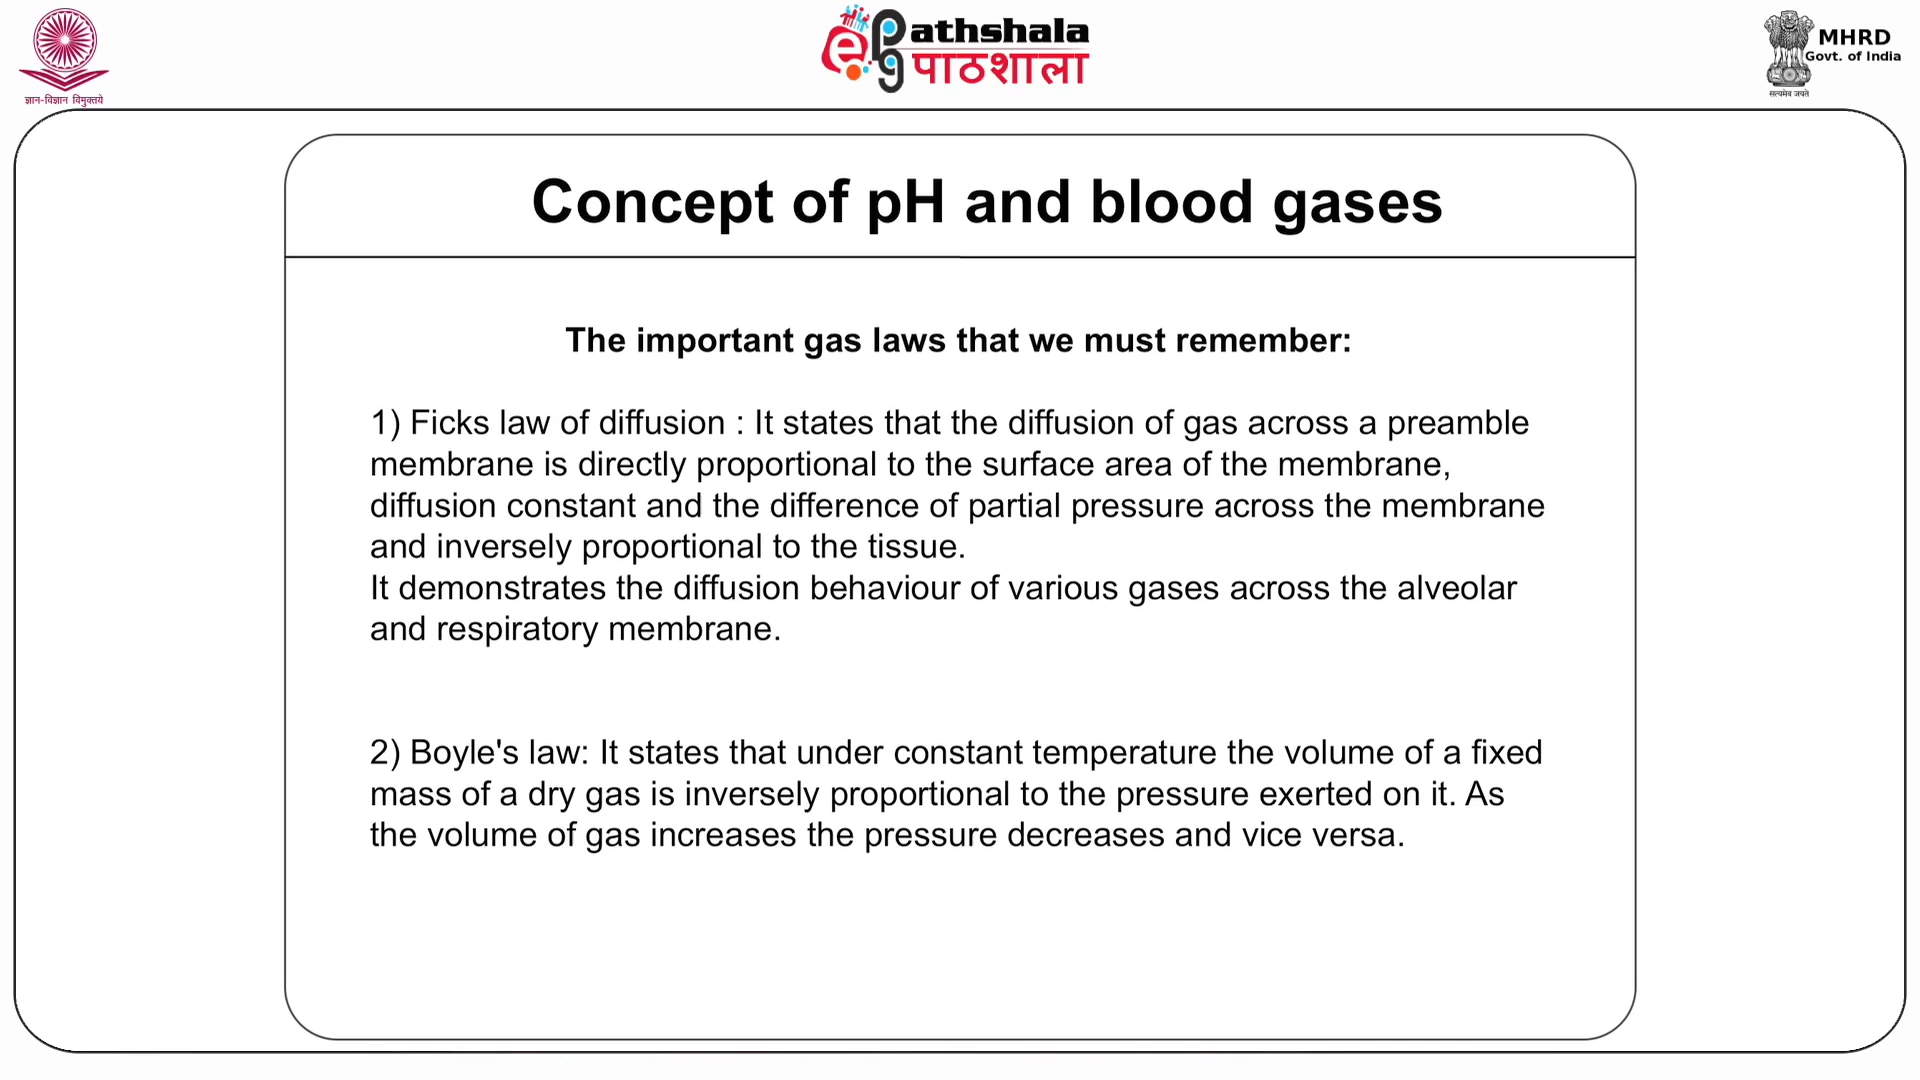 ज्ञान-विज्ञान विमुक्तये
e
pg
Pathshala
पाठशाला
MHRD
Govt. of India
सत्यमेव जयते
Concept of pH and blood gases
The important gas laws that we must remember:
1) Ficks law of diffusion : It states that the diffusion of gas across a preamble
membrane is directly proportional to the surface area of the membrane,
diffusion constant and the difference of partial pressure across the membrane
and inversely proportional to the tissue.
It demonstrates the diffusion behaviour of various gases across the alveolar
and respiratory membrane.
2) Boyle's law: It states that under constant temperature the volume of a fixed
mass of a dry gas is inversely proportional to the pressure exerted on it. As
the volume of gas increases the pressure decreases and vice versa.